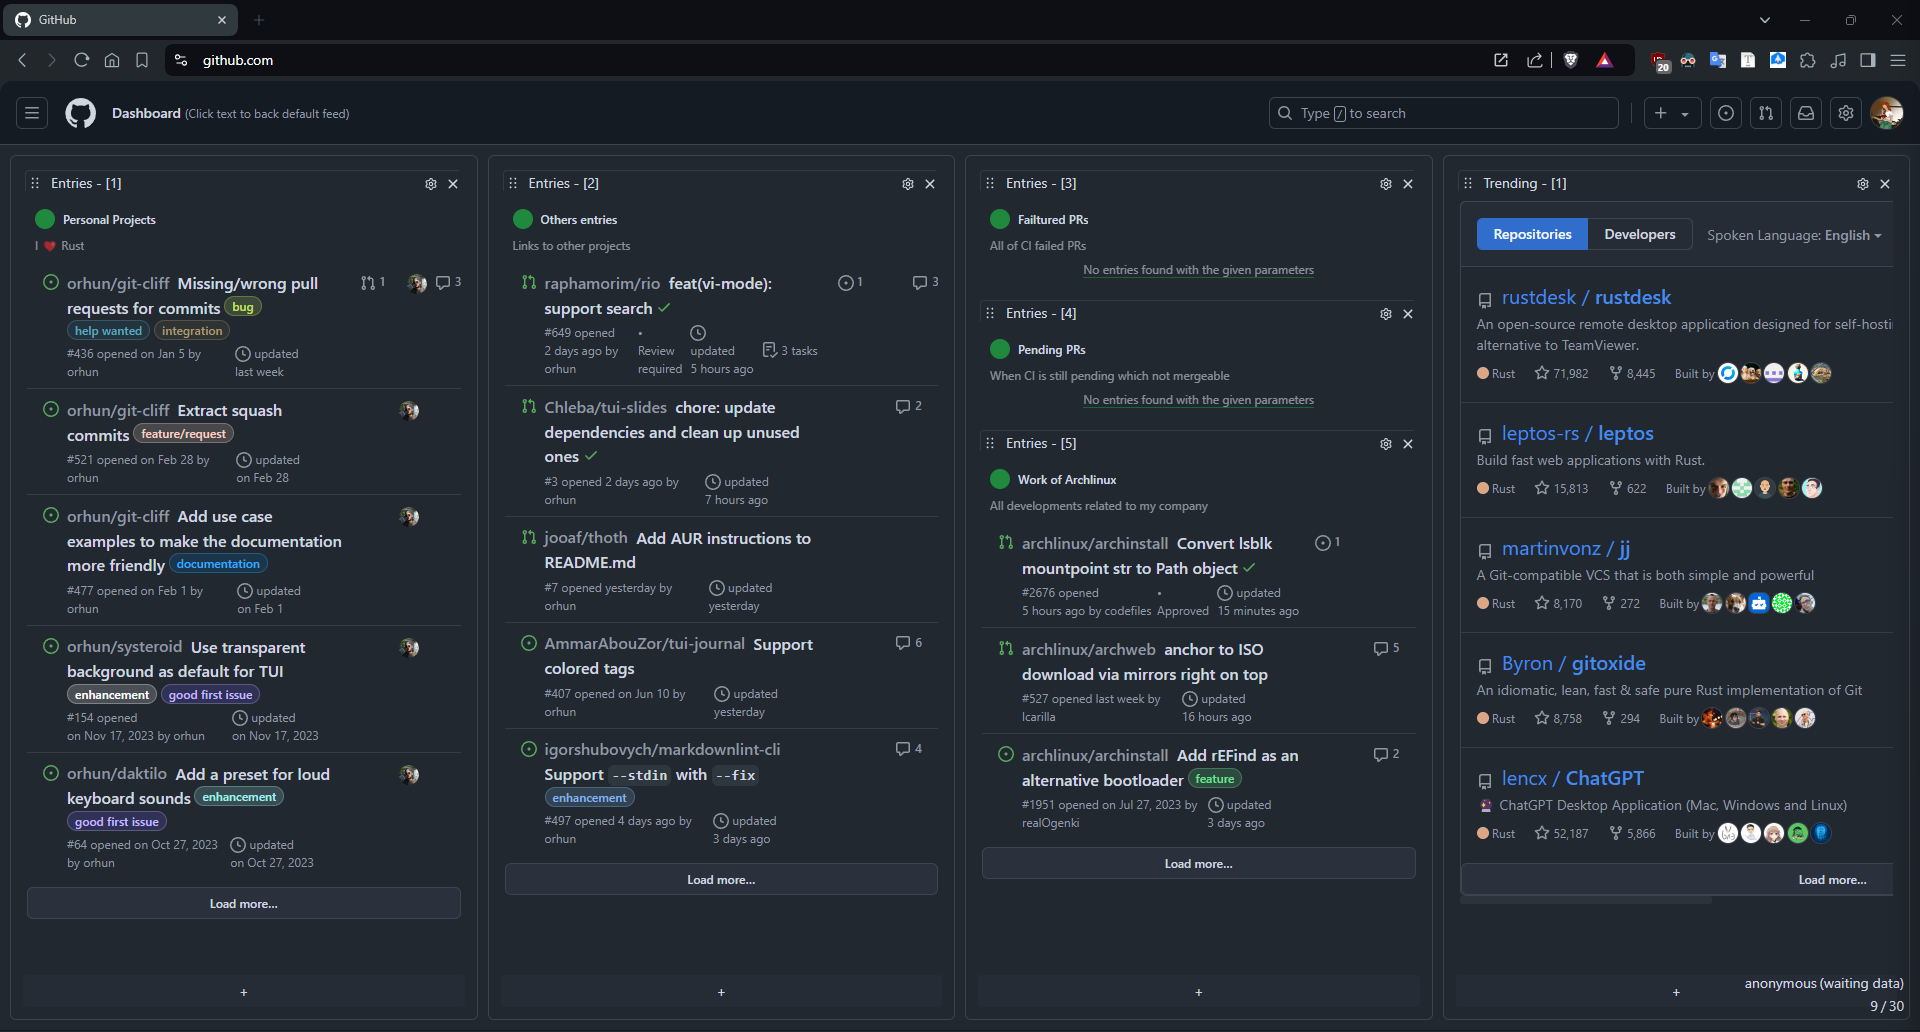 GitHub
github.com
20
Dashboard (Click text to back default feed)
Type / to search
Entries - [1]
Personal Projects
I ❤ Rust
orhun/git-cliff Missing/wrong pull
requests for commits bug
help wanted integration
1
3
#436 opened on Jan 5 by
orhun
updated
last week
orhun/git-cliff Extract squash
commits feature/request
#521 opened on Feb 28 by
orhun
updated
on Feb 28
orhun/git-cliff Add use case
examples to make the documentation
more friendly documentation
#477 opened on Feb 1 by
orhun
updated
on Feb 1
orhun/systeroid Use transparent
background as default for TUI
enhancement good first issue
#154 opened
on Nov 17, 2023 by orhun
updated
on Nov 17, 2023
orhun/daktilo Add a preset for loud
keyboard sounds enhancement
good first issue
#64 opened on Oct 27, 2023
by orhun
updated
on Oct 27, 2023
Load more...
+
Entries - [2]
Others entries
Links to other projects
raphamorim/rio feat(vi-mode):
support search
1
3
#649 opened
2 days ago by
orhun
•
Review
required
updated
5 hours ago
3 tasks
Chleba/tui-slides chore: update
dependencies and clean up unused
ones
2
#3 opened 2 days ago by
orhun
updated
7 hours ago
jooaf/thoth Add AUR instructions to
README.md
#7 opened yesterday by
orhun
updated
yesterday
AmmarAbouZor/tui-journal Support
colored tags
6
#407 opened on Jun 10 by
orhun
updated
yesterday
igorshubovych/markdownlint-cli
Support --stdin with --fix
enhancement
4
#497 opened 4 days ago by
orhun
updated
3 days ago
Load more...
+
Entries - [3]
Failtured PRs
All of CI failed PRs
No entries found with the given parameters
Entries - [4]
Pending PRs
When CI is still pending which not mergeable
No entries found with the given parameters
Entries - [5]
Work of Archlinux
All developments related to my company
archlinux/archinstall Convert lsblk
mountpoint str to Path object
1
#2676 opened
5 hours ago by codefiles
•
Approved
updated
15 minutes ago
archlinux/archweb anchor to ISO
download via mirrors right on top
5
#527 opened last week by
lcarilla
updated
16 hours ago
archlinux/archinstall Add rEFInd as an
alternative bootloader feature
2
#1951 opened on Jul 27, 2023 by
realOgenki
updated
3 days ago
Load more...
+
Trending - [1]
Repositories Developers Spoken Language: English
rustdesk / rustdesk
An open-source remote desktop application designed for self-hosti
alternative to TeamViewer.
Rust 71,982 8,445 Built by
leptos-rs / leptos
Build fast web applications with Rust.
Rust 15,813 622 Built by
martinvonz / jj
A Git-compatible VCS that is both simple and powerful
Rust 8,170 272 Built by
Byron / gitoxide
An idiomatic, lean, fast & safe pure Rust implementation of Git
Rust 8,758 294 Built by
lencx / ChatGPT
🔮 ChatGPT Desktop Application (Mac, Windows and Linux)
Rust 52,187 5,866 Built by
Load more...
+
anonymous (waiting data)
9 / 30